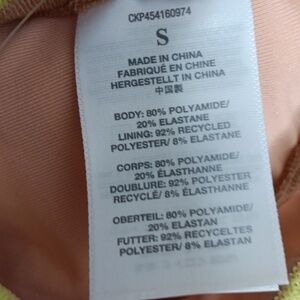 CKP454160974
S
MADE IN CHINA
FABRIQUÉ EN CHINE
HERGESTELLT IN CHINA
中国製
BODY: 80% POLYAMIDE/
20% ELASTANE
LINING: 92% RECYCLED
POLYESTER/ 8% ELASTANE
CORPS: 80% POLYAMIDE/
20% ÉLASTHANNE
DOUBLURE: 92% POLYESTER
RECYCLÉ/ 8% ÉLASTHANNE
OBERTEIL: 80% POLYAMID/
20% ELASTAN
FUTTER: 92% RECYCELTES
POLYESTER/ 8% ELASTAN